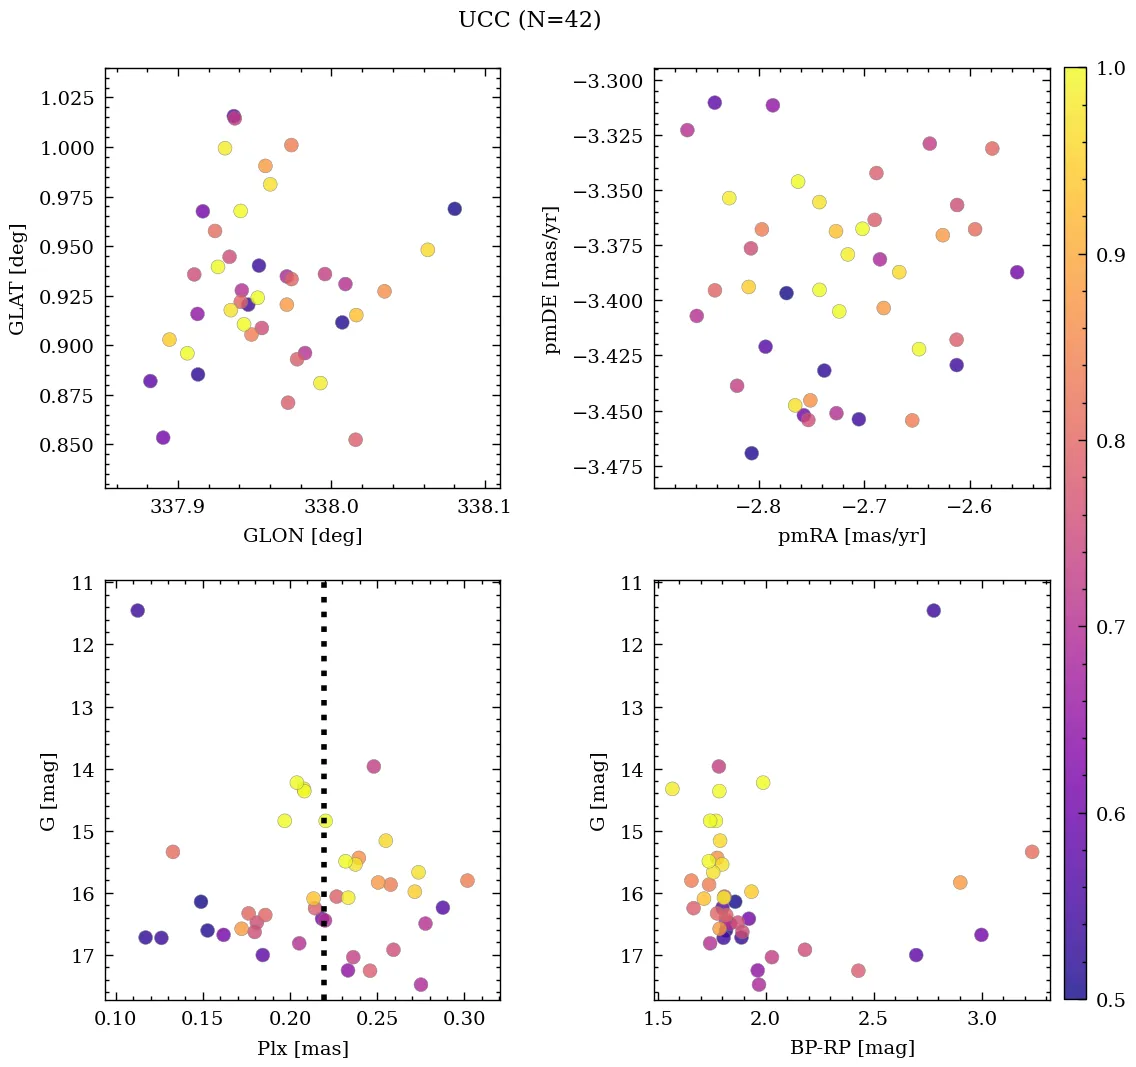 UCC (N=42)
1.025
1.000
0.975
0.950
0.925
0.900
0.875
0.850
GLAT [deg]
337.9 338.0 338.1
GLON [deg]
−3.300
−3.325
−3.350
−3.375
−3.400
−3.425
−3.450
−3.475
pmDE [mas/yr]
−2.8 −2.7 −2.6
pmRA [mas/yr]
11
12
13
14
15
16
17
G [mag]
0.10 0.15 0.20 0.25 0.30
Plx [mas]
11
12
13
14
15
16
17
G [mag]
1.5 2.0 2.5 3.0
BP-RP [mag]
1.0
0.9
0.8
0.7
0.6
0.5